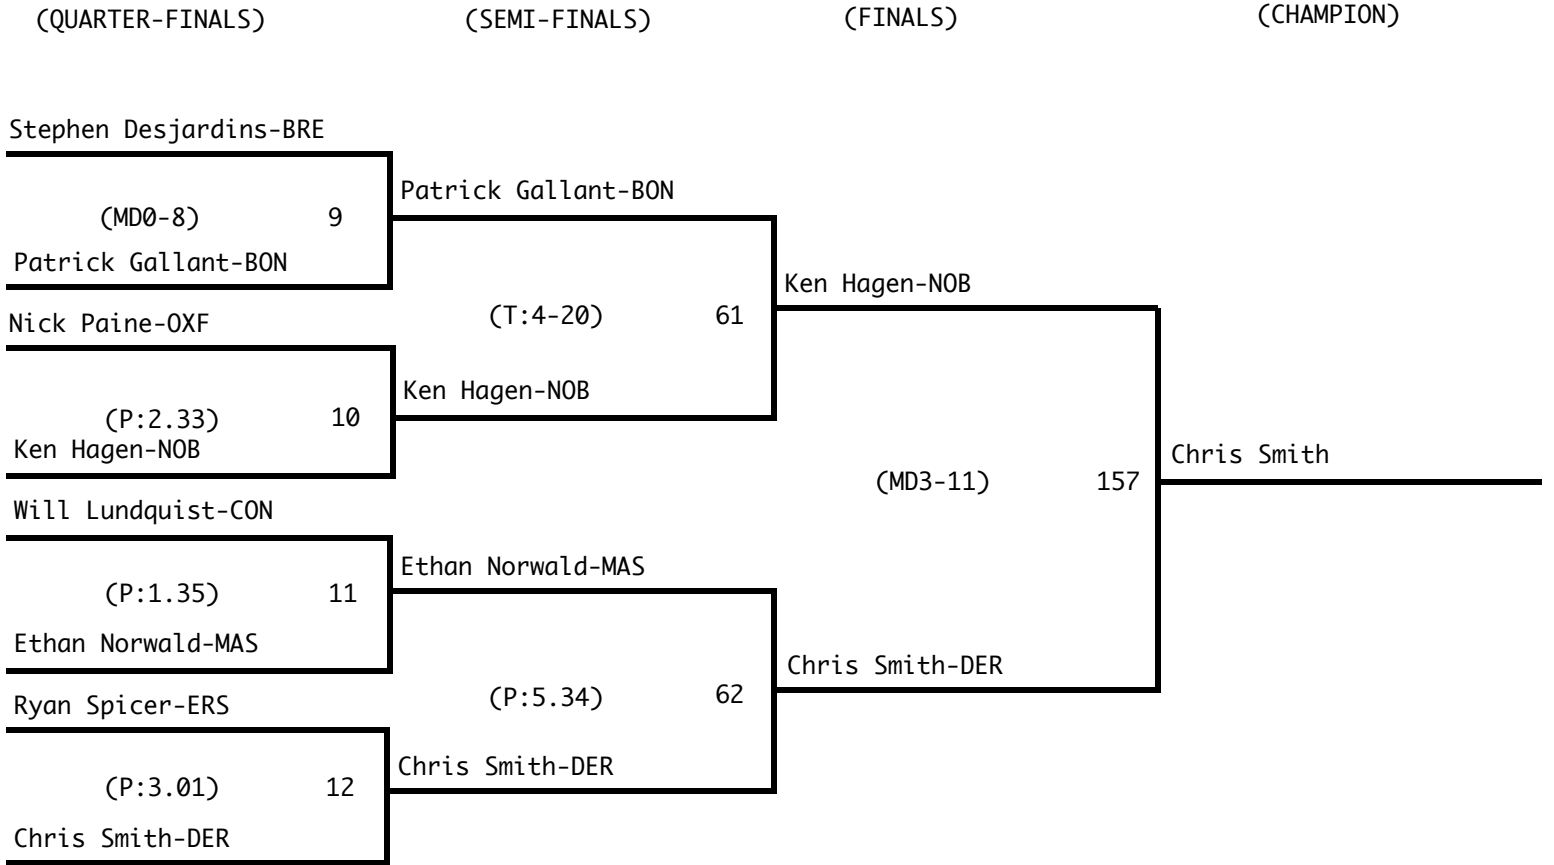 (QUARTER-FINALS)
(SEMI-FINALS)
(FINALS)
(CHAMPION)
Stephen Desjardins-BRE
(MD0-8) 9
Patrick Gallant-BON
Nick Paine-OXF
(P:2.33) 10
Ken Hagen-NOB
Will Lundquist-CON
(P:1.35) 11
Ethan Norwald-MAS
Ryan Spicer-ERS
(P:3.01) 12
Chris Smith-DER
Patrick Gallant-BON
(T:4-20) 61
Ken Hagen-NOB
Ethan Norwald-MAS
(P:5.34) 62
Chris Smith-DER
Ken Hagen-NOB
(MD3-11) 157
Chris Smith-DER
Chris Smith